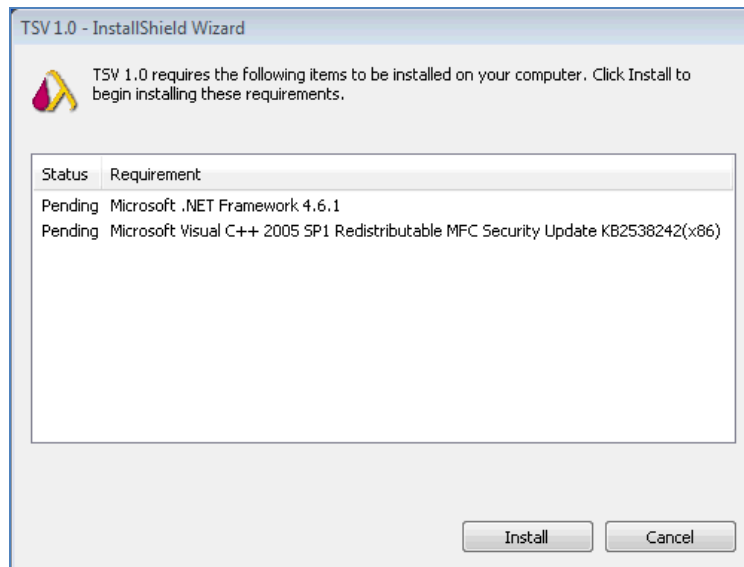 TSV 1.0 - InstallShield Wizard
TSV 1.0 requires the following items to be installed on your computer. Click Install to
begin installing these requirements.
Status Requirement
Pending Microsoft .NET Framework 4.6.1
Pending Microsoft Visual C++ 2005 SP1 Redistributable MFC Security Update KB2538242(x86)
Install Cancel